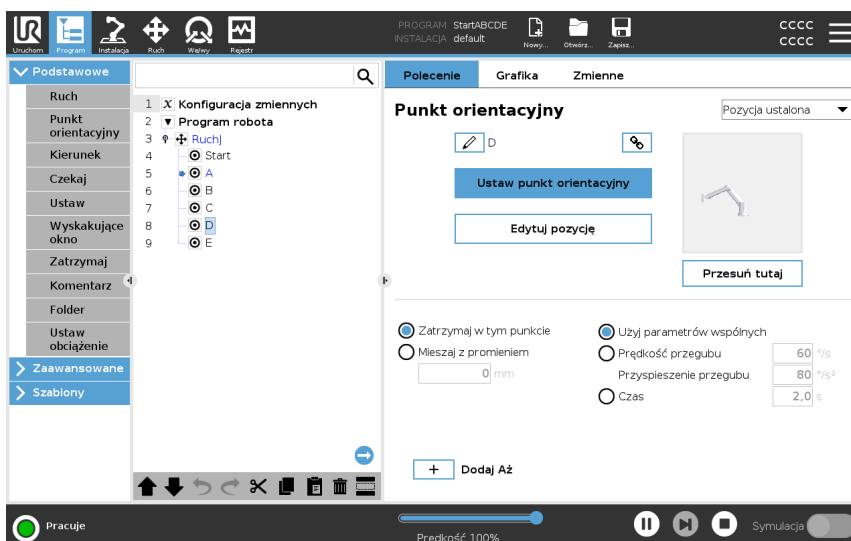 UR
PROGRAM StartABCDE
INSTALACJA default
CCCC
CCCC
Uruchom Program Instalacja Ruch We/wy Rejestr Nowy... Otwórz... Zapisz...
Podstawowe
Ruch
Punkt
orientacyjny
Kierunek
Czekaj
Ustaw
Wyskakujące
okno
Zatrzymaj
Komentarz
Folder
Ustaw
obciążenie
Zaawansowane
Szablony
1 X Konfiguracja zmiennych
2 Program robota
3 RuchJ
4 Start
5 A
6 B
7 C
8 D
9 E
Polecenie Grafika Zmienne
Punkt orientacyjny
Pozycja ustalona
D
Ustaw punkt orientacyjny
Edytuj pozycję
Przesuń tutaj
Zatrzymaj w tym punkcie
Mieszaj z promieniem
0 mm
Użyj parametrów wspólnych
Prędkość przegubu 60 °/s
Przyspieszenie przegubu 80 °/s²
Czas 2,0 s
+ Dodaj Aż
Pracuje
Prędkość 100%
Symulacja